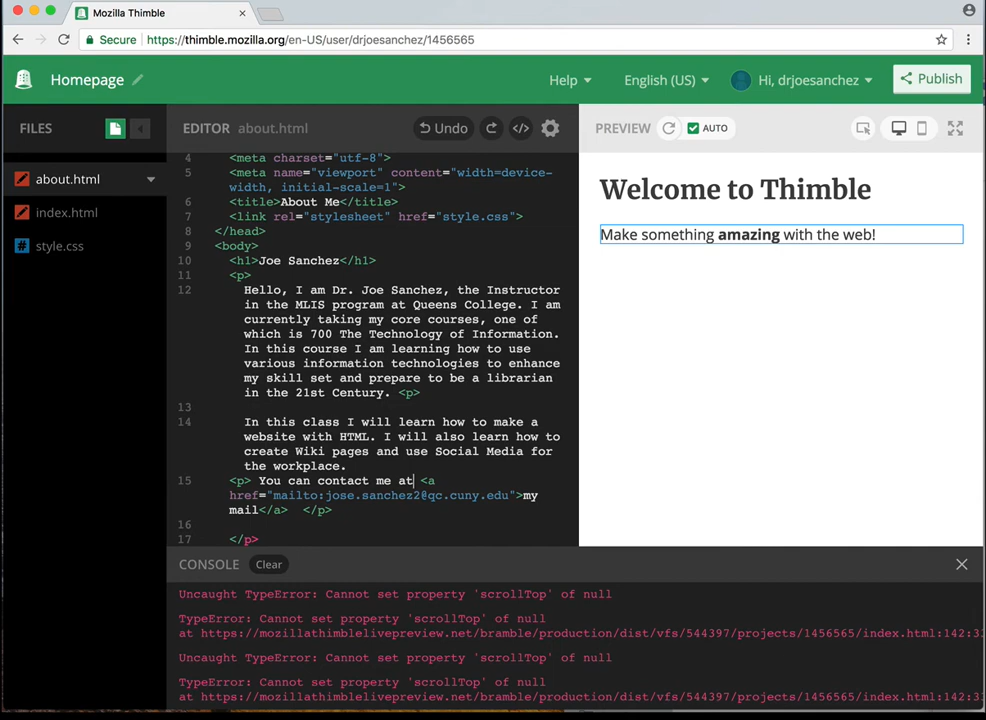 Mozilla Thimble
Secure https://thimble.mozilla.org/en-US/user/drjoesanchez/1456565
Homepage Help English (US) Hi, drjoesanchez Publish
FILES
about.html
index.html
style.css
EDITOR about.html Undo
4 <meta charset="utf-8">
5 <meta name="viewport" content="width=device-
width, initial-scale=1">
6 <title>About Me</title>
7 <link rel="stylesheet" href="style.css">
8 </head>
9 <body>
10 <h1>Joe Sanchez</h1>
11 <p>
12 Hello, I am Dr. Joe Sanchez, the Instructor
in the MLIS program at Queens College. I am
currently taking my core courses, one of
which is 700 The Technology of Information.
In this course I am learning how to use
various information technologies to enhance
my skill set and prepare to be a librarian
in the 21st Century. <p>
13
14 In this class I will learn how to make a
website with HTML. I will also learn how to
create Wiki pages and use Social Media for
the workplace.
15 <p> You can contact me at <a
href="mailto:jose.sanchez2@qc.cuny.edu">my
mail</a> </p>
16
17 </p>
PREVIEW AUTO
Welcome to Thimble
Make something amazing with the web!
CONSOLE Clear
Uncaught TypeError: Cannot set property 'scrollTop' of null
TypeError: Cannot set property 'scrollTop' of null
at https://mozillathimblelivepreview.net/bramble/production/dist/vfs/544397/projects/1456565/index.html:142:3
Uncaught TypeError: Cannot set property 'scrollTop' of null
TypeError: Cannot set property 'scrollTop' of null
at https://mozillathimblelivepreview.net/bramble/production/dist/vfs/544397/projects/1456565/index.html:142:3